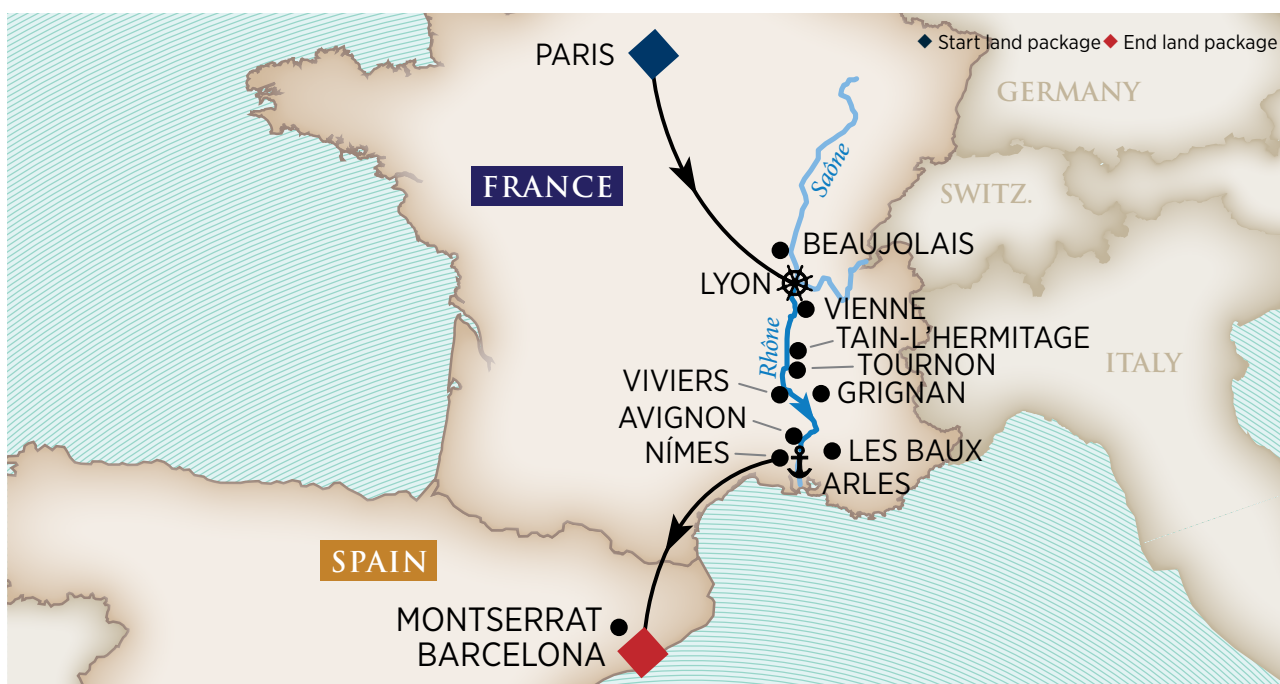 PARIS
Start land package
End land package
GERMANY
FRANCE
Saône
SWITZ.
BEAUJOLAIS
LYON
VIENNE
Rhône
TAIN-L'HERMITAGE
TOURNON
ITALY
VIVIERS
GRIGNAN
AVIGNON
NÍMES
LES BAUX
ARLES
SPAIN
MONTSERRAT
BARCELONA